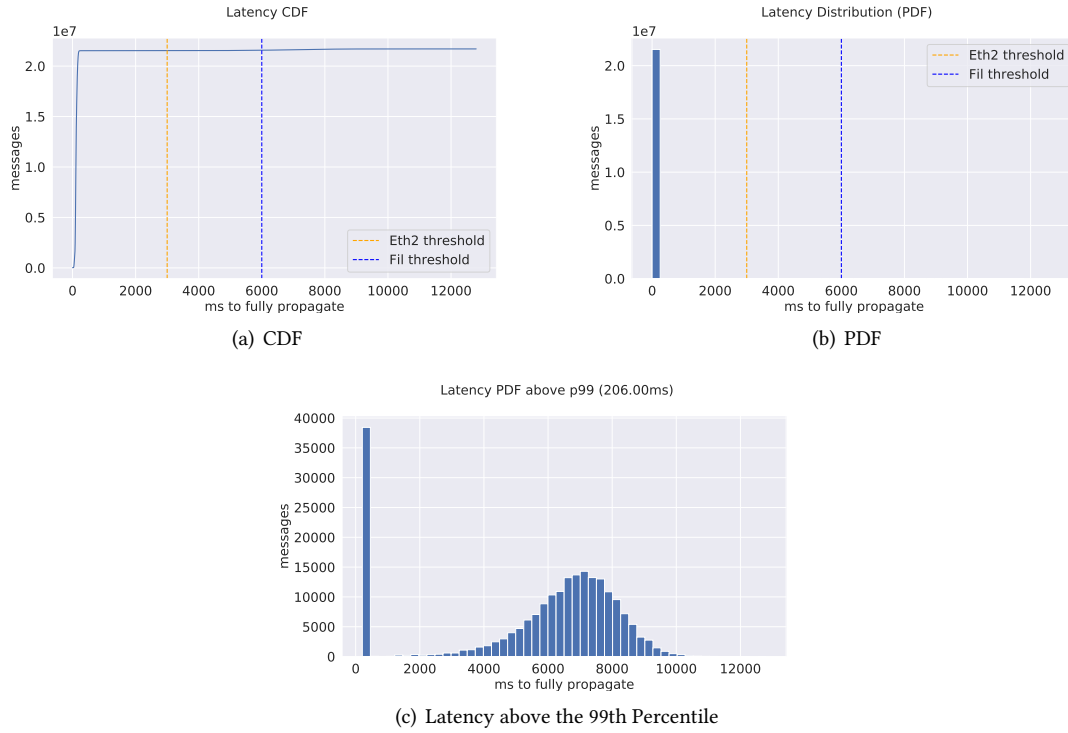 Latency CDF
1e7
2.0
1.5
1.0
0.5
0.0
messages
0 2000 4000 6000 8000 10000 12000
ms to fully propagate
Eth2 threshold
Fil threshold
(a) CDF
Latency Distribution (PDF)
1e7
2.0
1.5
1.0
0.5
0.0
messages
0 2000 4000 6000 8000 10000 12000
ms to fully propagate
Eth2 threshold
Fil threshold
(b) PDF
Latency PDF above p99 (206.00ms)
40000
35000
30000
25000
20000
15000
10000
5000
0
messages
0 2000 4000 6000 8000 10000 12000
ms to fully propagate
(c) Latency above the 99th Percentile